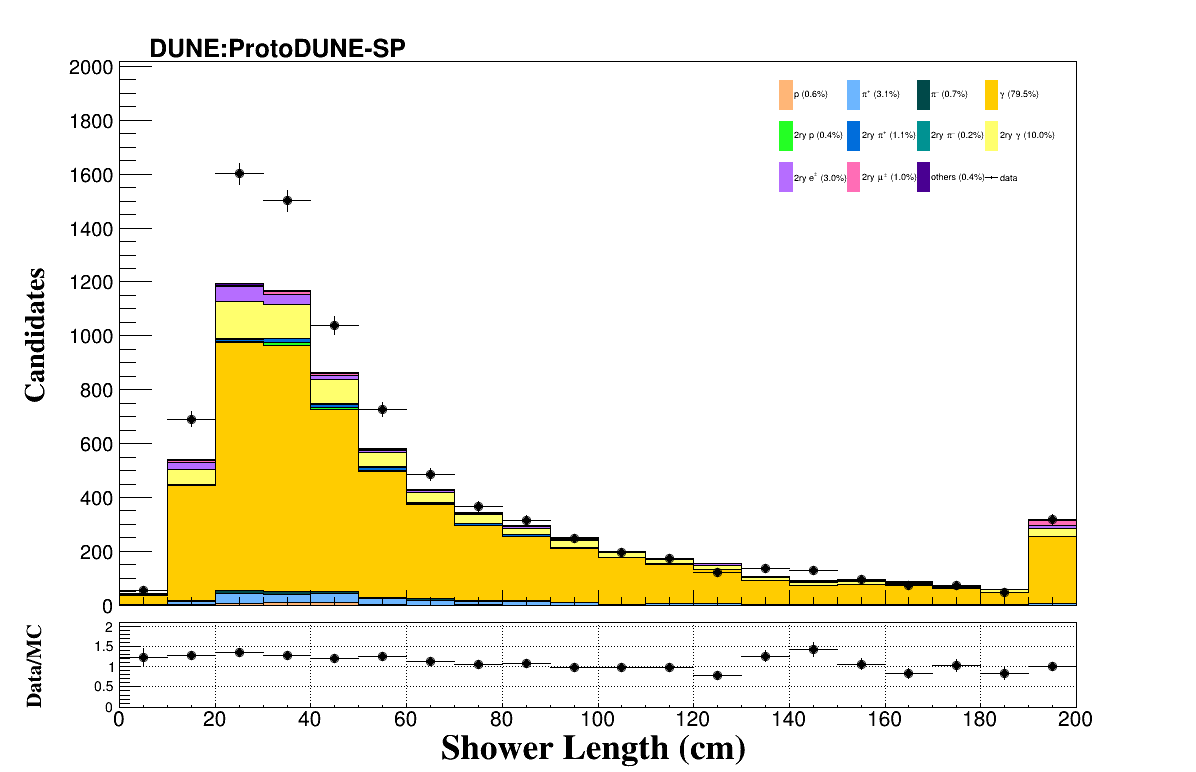 DUNE:ProtoDUNE-SP
2000
1800
1600
1400
1200
1000
800
600
400
200
0
Candidates
p (0.6%) π⁺ (3.1%) π⁻ (0.7%) γ (79.5%)
2ry p (0.4%) 2ry π⁺ (1.1%) 2ry π⁻ (0.2%) 2ry γ (10.0%)
2ry e± (3.0%) 2ry μ± (1.0%) others (0.4%) data
2
1.5
1
0.5
0
Data/MC
0 20 40 60 80 100 120 140 160 180 200
Shower Length (cm)